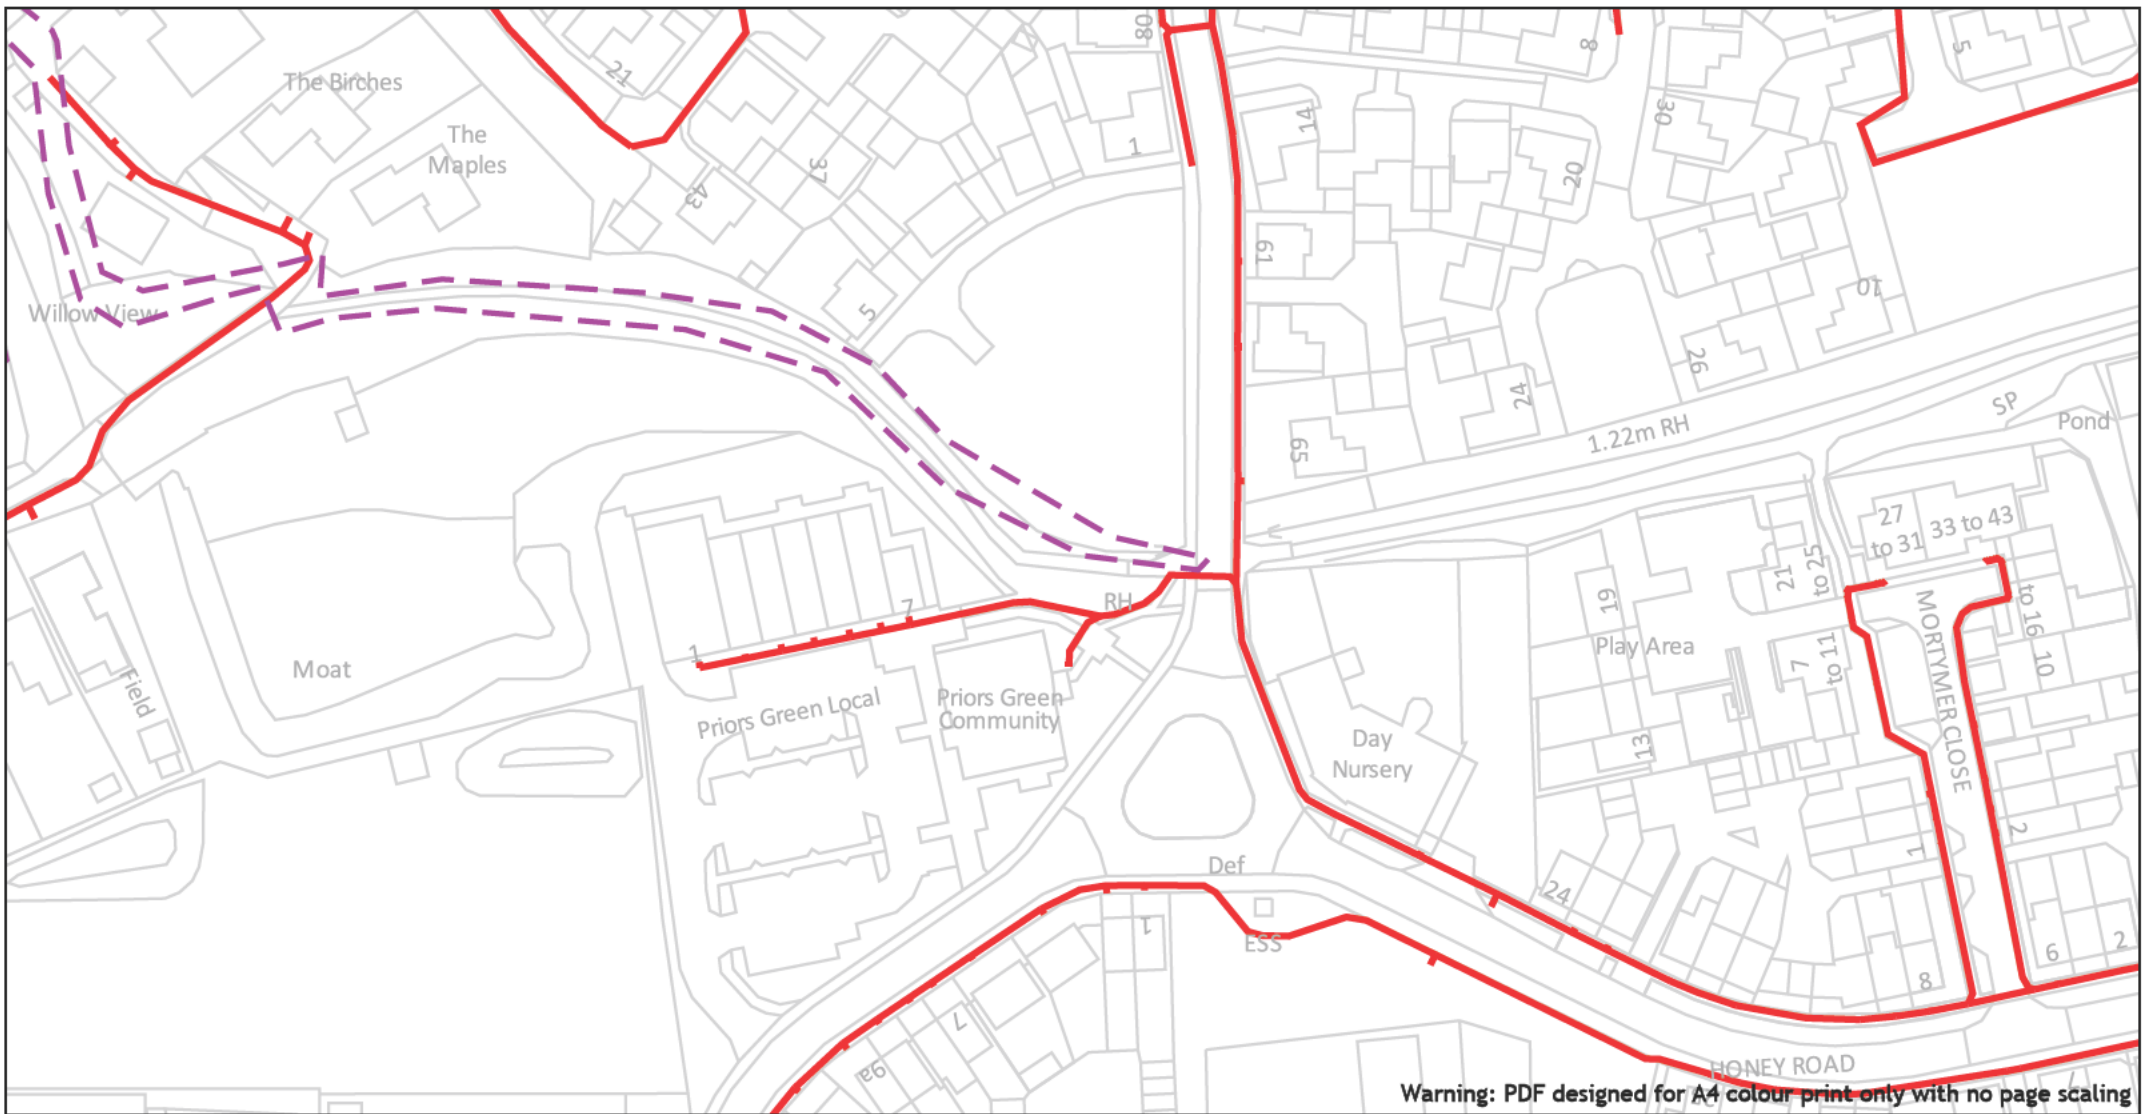 08
21
8
5
The Birches
The
Maples
14
30
1
37
20
43
61
10
5
Willow View
26
24
65
1.22m RH
SP
Pond
27
to 31
33 to 43
21
to 25
19
RH
7
1
Play Area
7
to 11
to 16
10
MORTYMER CLOSE
Moat
Field
Priors Green Local
Priors Green
Community
Day
Nursery
13
2
1
Def
24
1
ESS
8
6
2
7
9a
HONEY ROAD
Warning: PDF designed for A4 colour print only with no page scaling